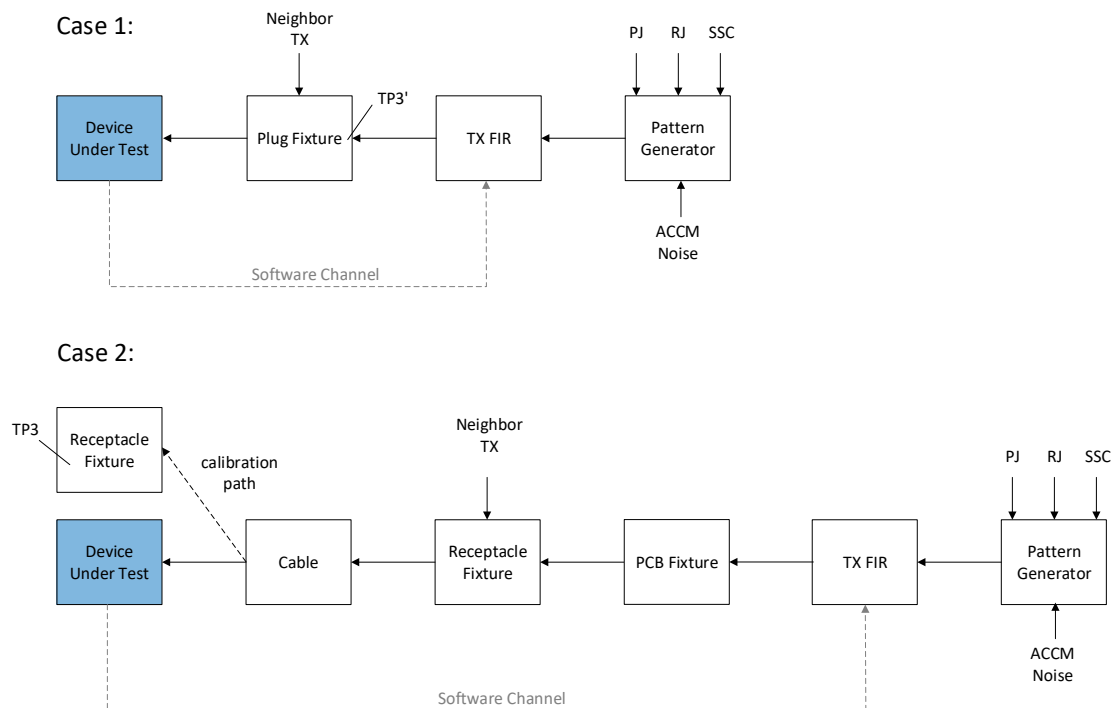 Case 1:
Neighbor
TX
PJ
RJ
SSC
TP3'
Device
Under Test
Plug Fixture
TX FIR
Pattern
Generator
ACCM
Noise
Software Channel
Case 2:
TP3
Receptacle
Fixture
calibration
path
Neighbor
TX
PJ
RJ
SSC
Device
Under Test
Cable
Receptacle
Fixture
PCB Fixture
TX FIR
Pattern
Generator
ACCM
Noise
Software Channel